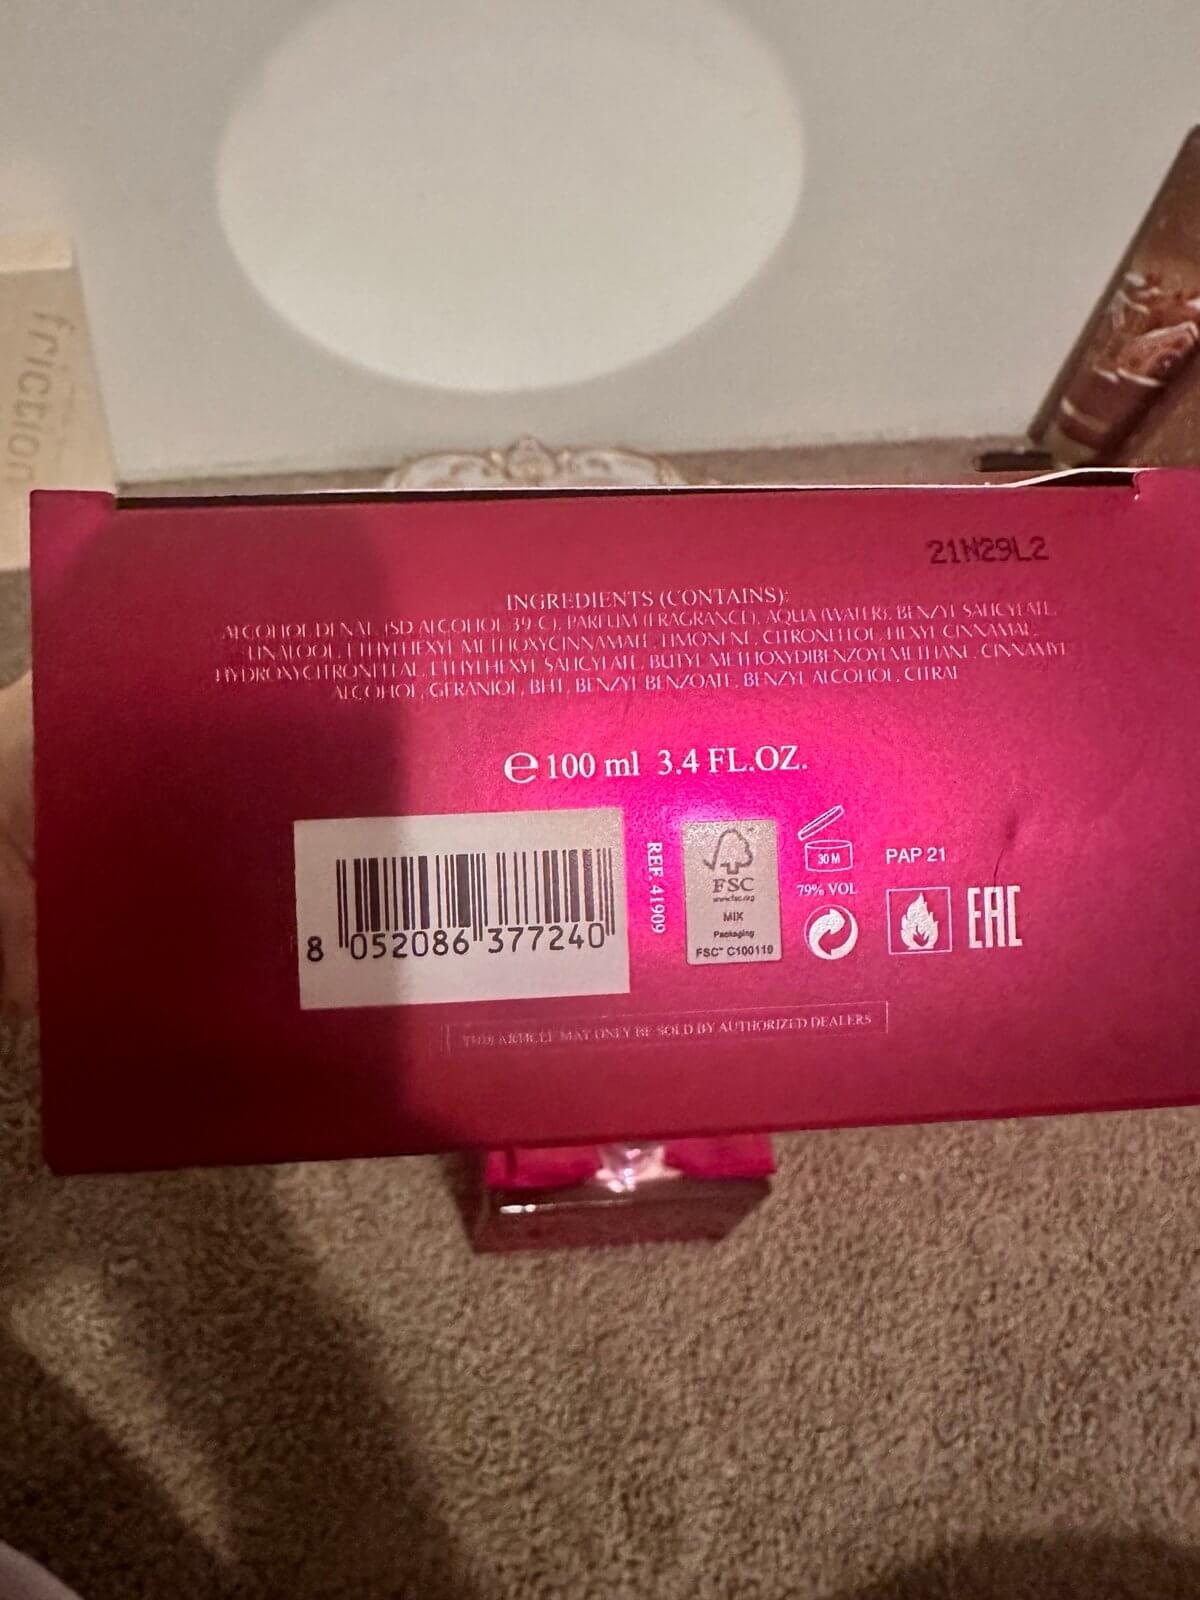 friction
21N29L2
INGREDIENTS (CONTAINS):
ALCOHOL DENAT. (SD ALCOHOL 39-C), PARFUM (FRAGRANCE), AQUA (WATER), BENZYL SALICYLATE,
LINALOOL, ETHYLHEXYL METHOXYCINNAMATE, LIMONENE, CITRONELLOL, HEXYL CINNAMAL,
HYDROXYCITRONELLAL, ETHYLHEXYL SALICYLATE, BUTYL METHOXYDIBENZOYLMETHANE, CINNAMYL
ALCOHOL, GERANIOL, BHT, BENZYL BENZOATE, BENZYL ALCOHOL, CITRAL
℮ 100 ml 3.4 FL.OZ.
8 052086 377240
REF. 41909
FSC
www.fsc.org
MIX
Packaging
FSC™ C100110
30 M
79% VOL
PAP 21
EAC
THIS ARTICLE MAY ONLY BE SOLD BY AUTHORIZED DEALERS